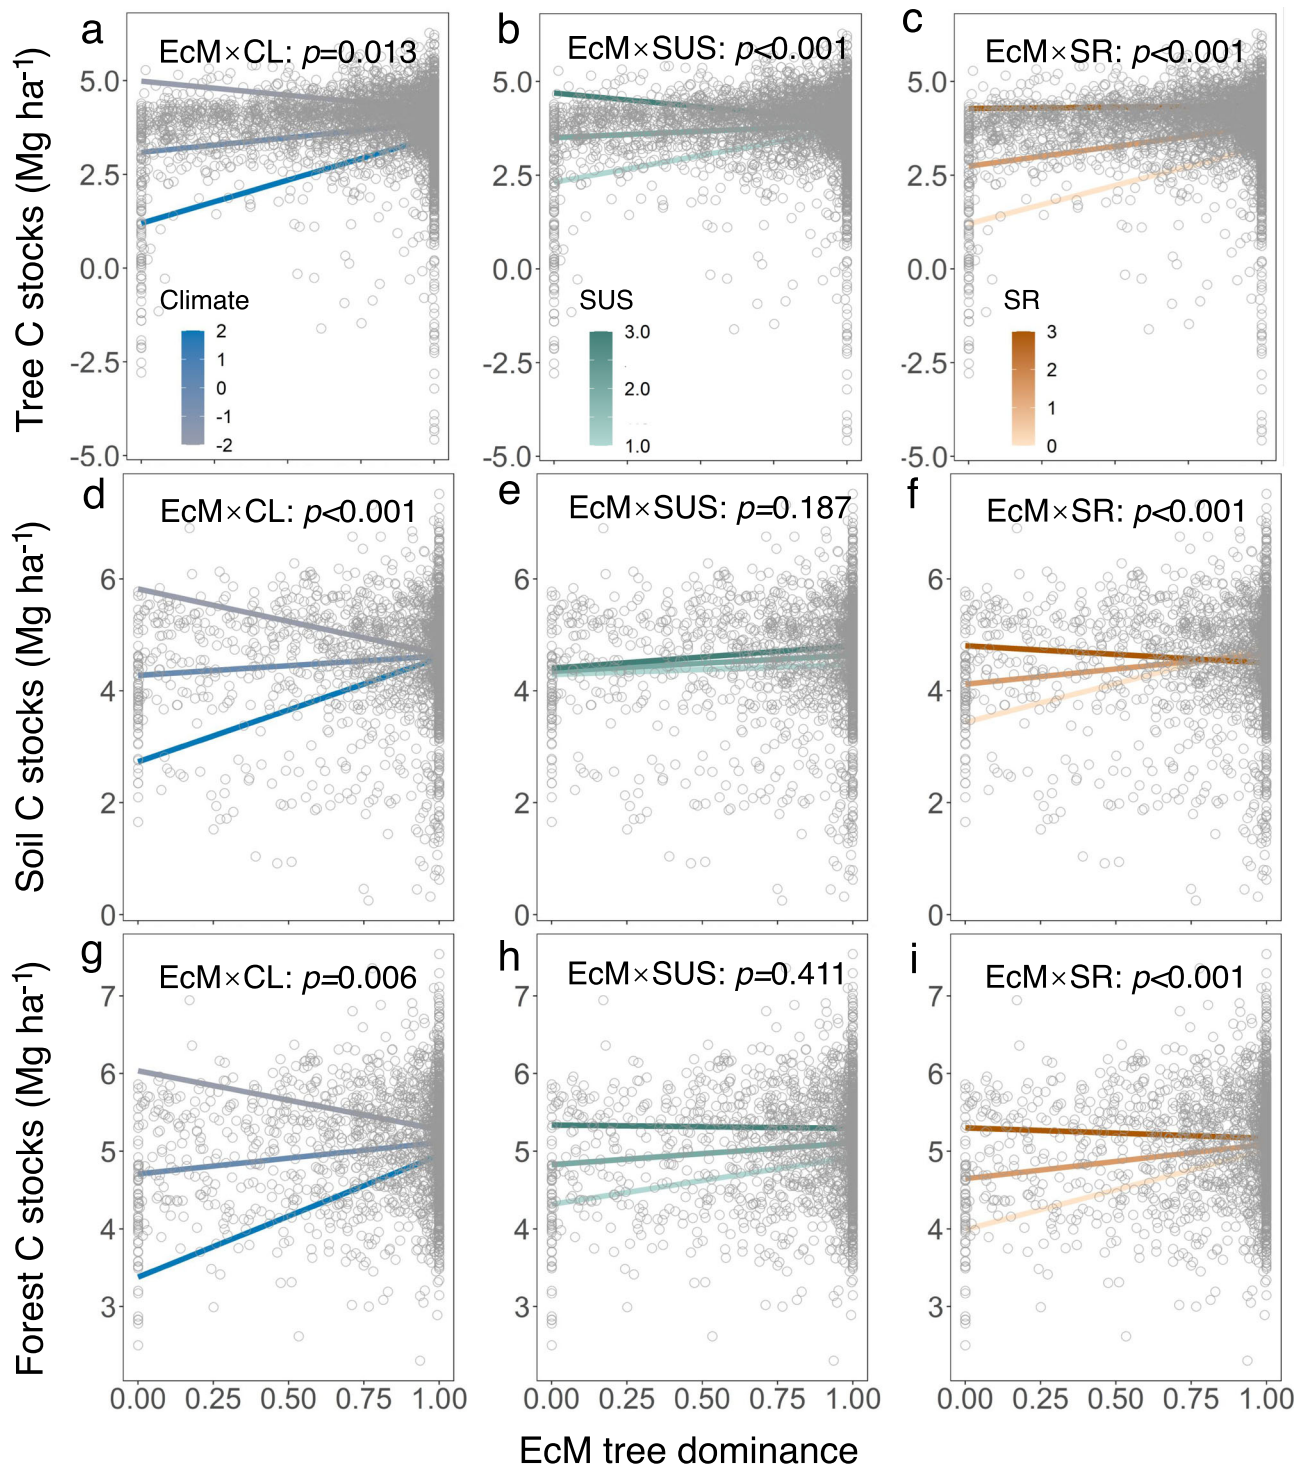 a
EcM×CL: p=0.013
b
EcM×SUS: p<0.001
c
EcM×SR: p<0.001
Tree C stocks (Mg ha-1)
5.0
2.5
0.0
-2.5
-5.0
Climate
2
1
0
-1
-2
5.0
2.5
0.0
-2.5
-5.0
SUS
3.0
2.0
1.0
5.0
2.5
0.0
-2.5
-5.0
SR
3
2
1
0
d
EcM×CL: p<0.001
e
EcM×SUS: p=0.187
f
EcM×SR: p<0.001
Soil C stocks (Mg ha-1)
6
4
2
0
6
4
2
0
6
4
2
0
g
EcM×CL: p=0.006
h
EcM×SUS: p=0.411
i
EcM×SR: p<0.001
Forest C stocks (Mg ha-1)
7
6
5
4
3
7
6
5
4
3
7
6
5
4
3
0.00 0.25 0.50 0.75 1.00
0.00 0.25 0.50 0.75 1.00
0.00 0.25 0.50 0.75 1.00
EcM tree dominance